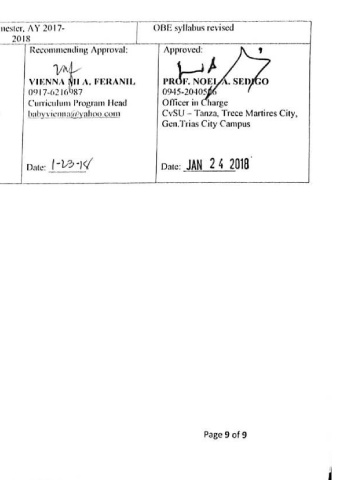 nester, AY 2017-
2018
OBE syllabus revised
Recommending Approval:
VIENNA MI A. FERANIL
0917-6216987
Curriculum Program Head
babyvienna@yahoo.com
Date: 1-23-18
Approved:
PROF. NOEL A. SEDIGO
Officer in Charge
CvSU – Tanza, Trece Martires City,
Gen.Trias City Campus
Date: JAN 24 2018
Page 9 of 9